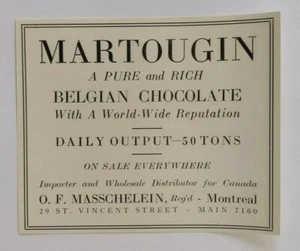 MARTOUGIN
A PURE and RICH
BELGIAN CHOCOLATE
With A World-Wide Reputation
DAILY OUTPUT—50 TONS
ON SALE EVERYWHERE
Importer and Wholesale Distributor for Canada
O. F. MASSCHELEIN, Reg'd - Montreal
29 ST. VINCENT STREET - MAIN 7160